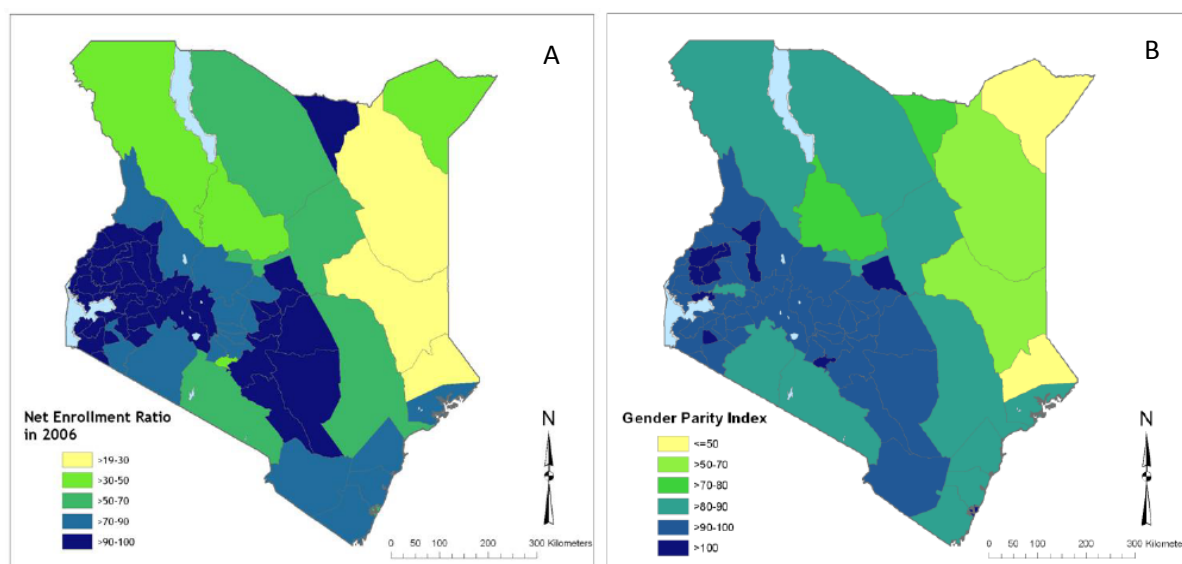 A
Net Enrollment Ratio
in 2006
>19-30
>30-50
>50-70
>70-90
>90-100
N
0 50 100 200 300 Kilometers
B
Gender Parity Index
<=50
>50-70
>70-80
>80-90
>90-100
>100
N
0 50 100 200 300 Kilometers